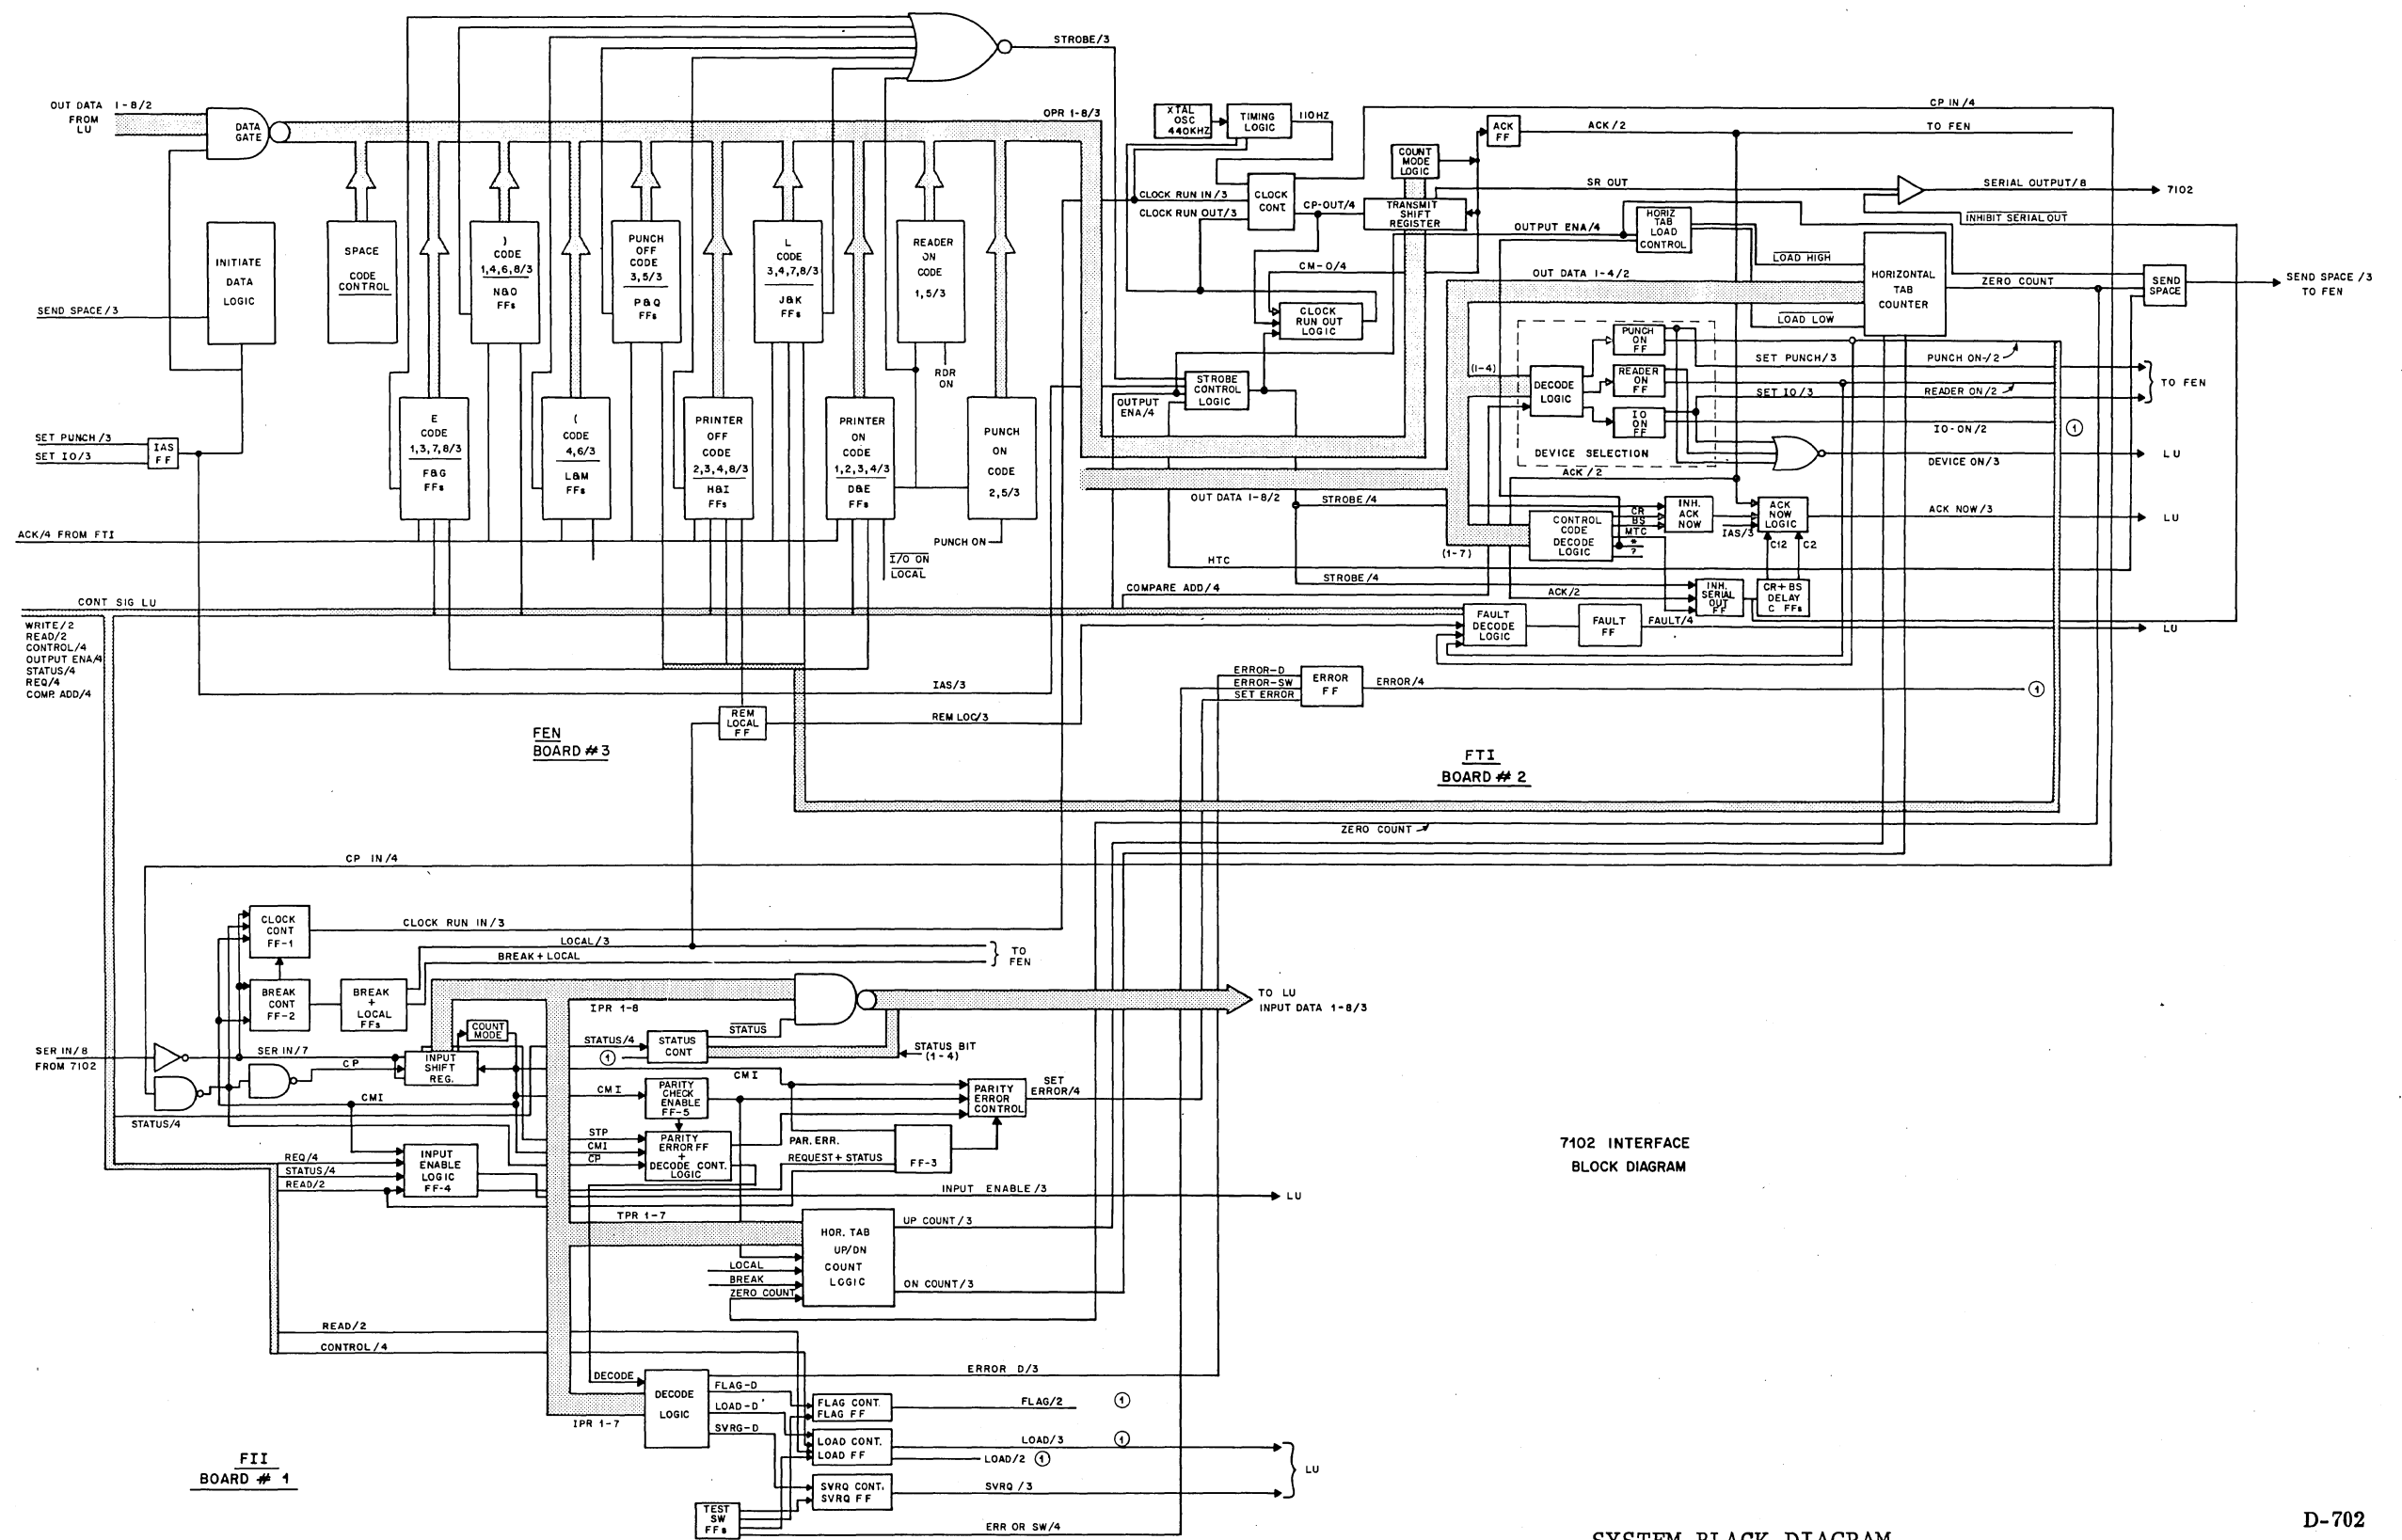 STROBE/3
OUT DATA 1-8/2
FROM
LU
DATA
GATE
OPR 1-8/3
XTAL
OSC
440KHZ
TIMING
LOGIC
110HZ
CP IN/4
ACK
FF
ACK/2
TO FEN
COUNT
MODE
LOGIC
SR OUT
SERIAL OUTPUT/8
7102
INHIBIT SERIAL OUT
CLOCK RUN IN/3
CLOCK RUN OUT/3
CLOCK
CONT.
CP-OUT/4
TRANSMIT
SHIFT
REGISTER
OUTPUT ENA/4
HORIZ
TAB
LOAD
CONTROL
LOAD HIGH
LOAD LOW
HORIZONTAL
TAB
COUNTER
ZERO COUNT
SEND
SPACE
SEND SPACE/3
TO FEN
INITIATE
DATA
LOGIC
SPACE
CODE
CONTROL
)
CODE
1,4,6,8/3
N&O
FFs
PUNCH
OFF
CODE
3,5/3
P&Q
FFs
L
CODE
3,4,7,8/3
J&K
FFs
READER
ON
CODE
1,5/3
RDR
ON
SEND SPACE/3
CM-O/4
OUT DATA 1-4/2
CLOCK
RUN OUT
LOGIC
E
CODE
1,3,7,8/3
F&G
FFs
(
CODE
4,6/3
L&M
FFs
PRINTER
OFF
CODE
2,3,4,8/3
H&I
FFs
PRINTER
ON
CODE
1,2,3,4/3
D&E
FFs
PUNCH
ON
CODE
2,5/3
OUTPUT
ENA/4
STROBE
CONTROL
LOGIC
(1-4)
DECODE
LOGIC
PUNCH
ON
FF
READER
ON
FF
IO
ON
FF
DEVICE SELECTION
SET PUNCH/3
PUNCH ON-/2
SET IO/3
READER ON/2
TO FEN
IO-ON/2
1
DEVICE ON/3
LU
SET PUNCH/3
SET IO/3
IAS
FF
ACK/4 FROM FTI
PUNCH ON
I/O ON
LOCAL
OUT DATA 1-8/2
ACK/2
STROBE/4
(1-7)
CONTROL
CODE
DECODE
LOGIC
CR
BS
MTC
*
?
INH.
ACK
NOW
IAS/3
ACK
NOW
LOGIC
ACK NOW/3
LU
C12
C2
HTC
STROBE/4
COMPARE ADD/4
ACK/2
INH.
SERIAL
OUT
FF
CR+BS
DELAY
C FFs
CONT SIG LU
WRITE/2
READ/2
CONTROL/4
OUTPUT ENA/4
STATUS/4
REQ/4
COMP. ADD/4
FAULT
DECODE
LOGIC
FAULT
FF
FAULT/4
LU
IAS/3
ERROR-D
ERROR-SW
SET ERROR
ERROR
FF
ERROR/4
1
REM
LOCAL
FF
REM LOC/3
FEN
BOARD #3
FTI
BOARD # 2
ZERO COUNT
CP IN/4
CLOCK
CONT
FF-1
CLOCK RUN IN/3
LOCAL/3
BREAK+LOCAL
TO
FEN
BREAK
CONT
FF-2
BREAK
+
LOCAL
FFs
IPR 1-8
TO LU
INPUT DATA 1-8/3
COUNT
MODE
STATUS
STATUS/4
1
STATUS
CONT
STATUS BIT
(1-4)
SER IN/8
FROM 7102
SER IN/7
CP
INPUT
SHIFT
REG.
CMI
STATUS/4
CMI
CMI
PARITY
CHECK
ENABLE
FF-5
PARITY
ERROR
CONTROL
SET
ERROR/4
STP
CMI
CP
PARITY
ERROR FF
+
DECODE CONT.
LOGIC
PAR. ERR.
REQUEST+STATUS
FF-3
REQ/4
STATUS/4
READ/2
INPUT
ENABLE
LOGIC
FF-4
INPUT ENABLE/3
LU
7102 INTERFACE
BLOCK DIAGRAM
TPR 1-7
HOR. TAB
UP/DN
COUNT
LOGIC
UP COUNT/3
LOCAL
BREAK
ZERO COUNT
ON COUNT/3
READ/2
CONTROL/4
DECODE
DECODE
LOGIC
IPR 1-7
ERROR D/3
FLAG-D
LOAD-D
SVRG-D
FLAG CONT.
FLAG FF
FLAG/2
1
LOAD CONT.
LOAD FF
LOAD/3
1
LOAD/2
1
SVRQ CONT.
SVRQ FF
SVRQ/3
LU
TEST
SW
FFs
ERR OR SW/4
FII
BOARD # 1
SYSTEM BLOCK DIAGRAM
D-702